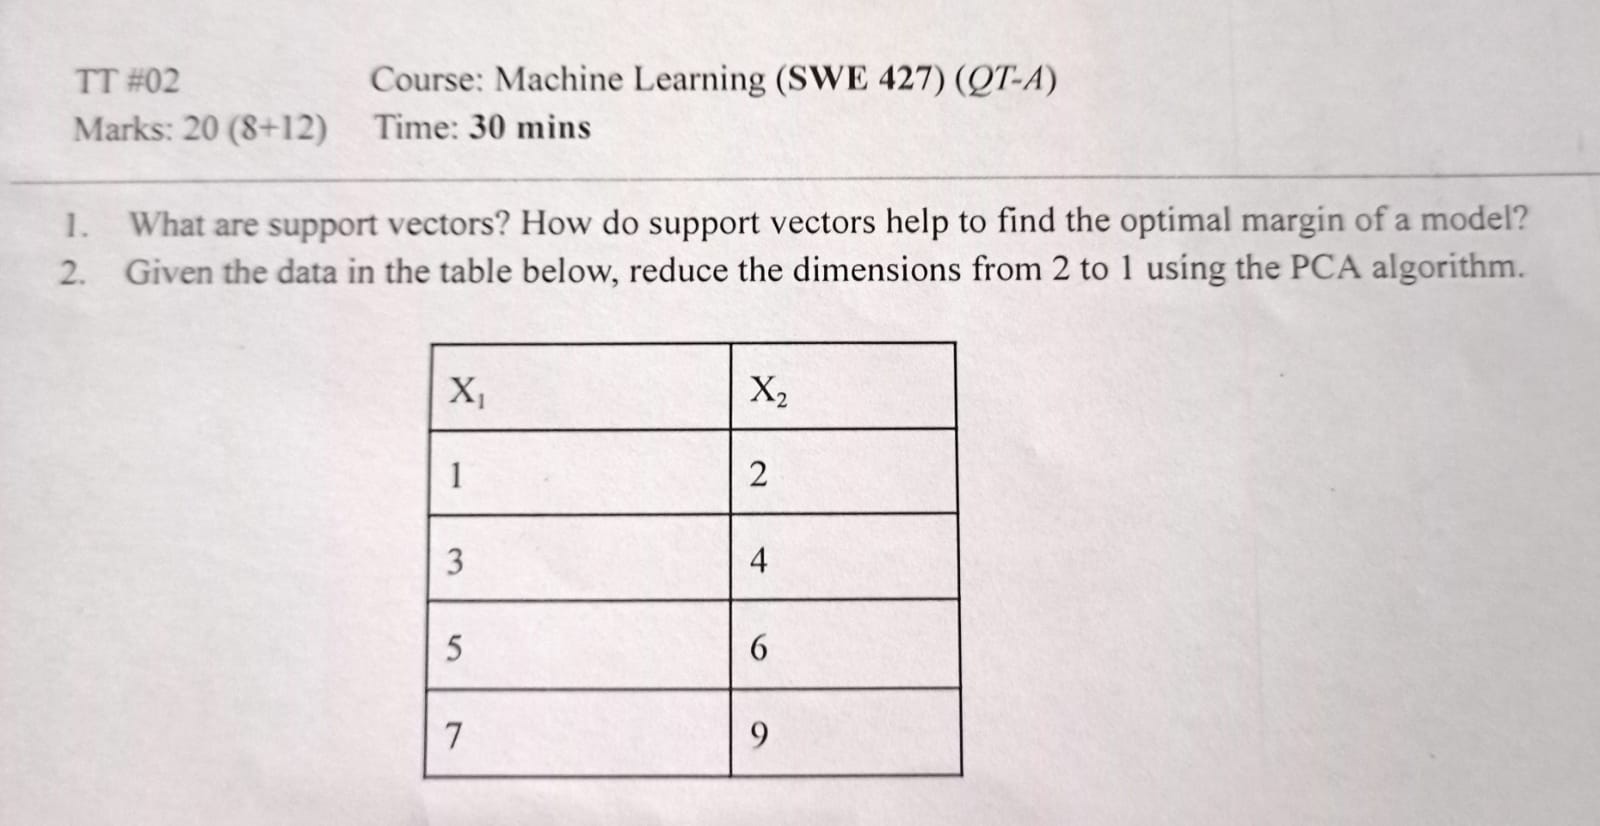 TT #02 Course: Machine Learning (SWE 427) (QT-A)
Marks: 20 (8+12) Time: 30 mins
1. What are support vectors? How do support vectors help to find the optimal margin of a model?
2. Given the data in the table below, reduce the dimensions from 2 to 1 using the PCA algorithm.
X₁ X₂
1 2
3 4
5 6
7 9